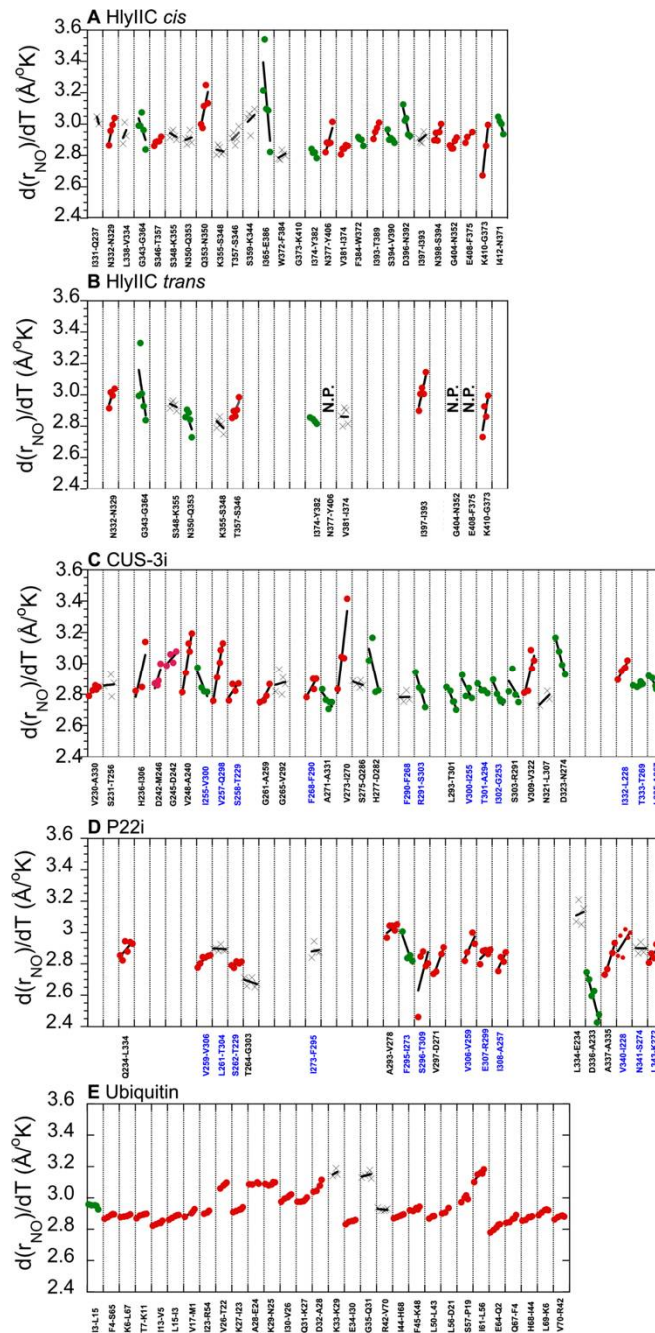 A HlyIIC cis
d(rNO)/dT (Å/°K)
3.6
3.4
3.2
3.0
2.8
2.6
2.4
2.2
I331-Q237
N332-N329
L338-V334
G343-G364
S346-T357
S348-K355
N350-Q353
Q353-N350
K355-S348
T357-S346
S359-K344
I365-E386
W372-F384
G373-K410
I374-Y382
N377-Y406
V381-I374
F384-W372
I393-T389
S394-V390
D396-N392
I397-I393
N398-S394
G404-N352
E408-F375
K410-G373
I412-N371
B HlyIIC trans
d(rNO)/dT (Å/°K)
3.6
3.4
3.2
3.0
2.8
2.6
2.4
N.P.
N.P.
N.P.
N332-N329
G343-G364
S348-K355
N350-Q353
K355-S348
T357-S346
I374-Y382
N377-Y406
V381-I374
I397-I393
G404-N352
E408-F375
K410-G373
C CUS-3i
d(rNO)/dT (Å/°K)
3.6
3.4
3.2
3.0
2.8
2.6
2.4
2.2
V230-A330
S231-T256
H236-I306
D242-M246
G245-D242
V248-A240
I255-V300
V257-Q298
S258-T229
G261-A259
G265-V292
F268-F290
A271-A331
V273-I270
S275-Q286
H277-D282
F290-F268
R291-S303
L293-T301
V300-I255
T301-A294
I302-G253
S303-R291
V309-V322
N321-L307
D323-N274
I332-L228
T333-T269
D P22i
d(rNO)/dT (Å/°K)
3.6
3.4
3.2
3
2.8
2.6
2.4
Q234-L334
V259-V306
L261-T304
S262-T229
T264-G303
I273-F295
A293-V278
F295-I273
S296-T309
V297-D271
V306-V259
E307-R299
I308-A257
L334-E234
D336-A233
A337-A335
V340-I228
N341-S274
L343-K272
E Ubiquitin
d(rNO)/dT (Å/°K)
3.6
3.4
3.2
3.0
2.8
2.6
2.4
I3-L15
F4-S65
K6-L67
T7-K11
I13-V5
L15-I3
V17-M1
I23-R54
V26-T22
K27-I23
A28-E24
K29-N25
I30-V26
Q31-K27
D32-A28
K33-K29
E34-I30
G35-Q31
R42-V70
I44-H68
F45-K48
L50-L43
L56-D21
S57-P19
I61-L56
E64-Q2
L67-F4
H68-I44
L69-K6
V70-R42